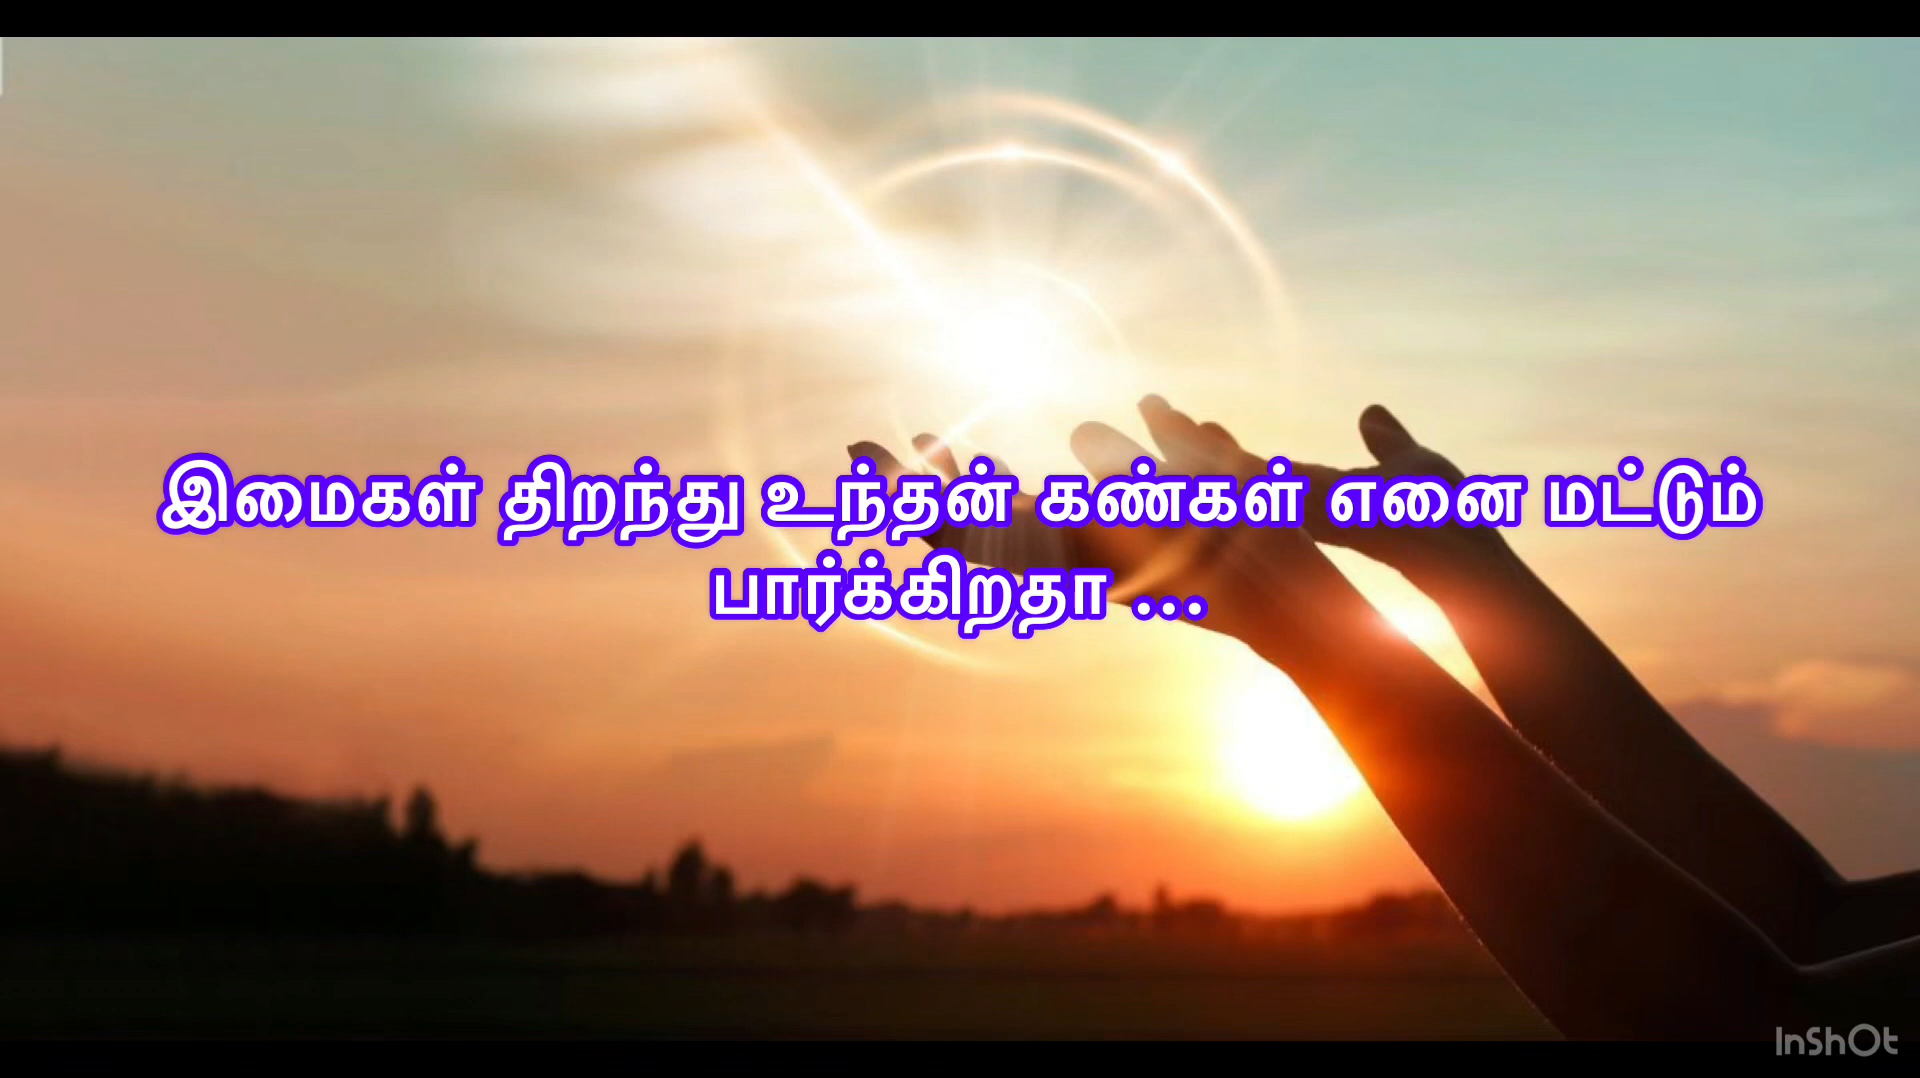 இமைகள் திறந்து உந்தன் கண்கள் எனை மட்டும்
பார்க்கிறதா ...
InShOt